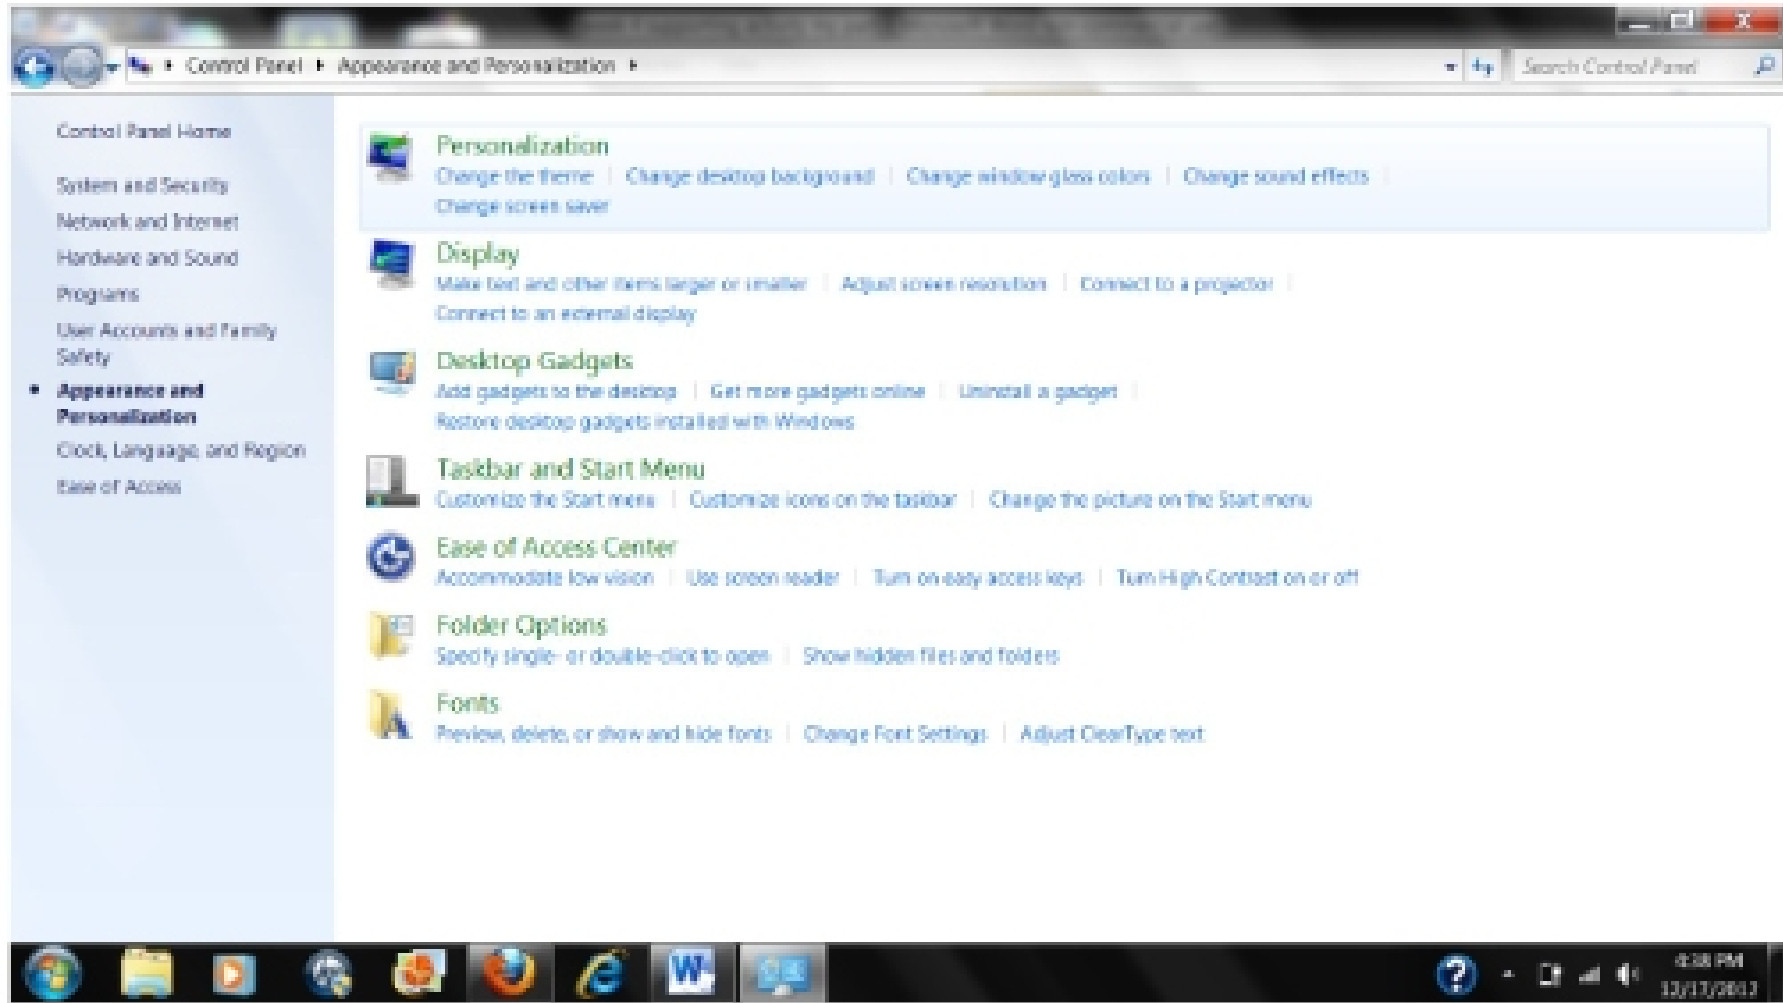 Control Panel Appearance and Personalization
Search Control Panel
Control Panel Home
System and Security
Network and Internet
Hardware and Sound
Programs
User Accounts and Family
Safety
Appearance and
Personalization
Clock, Language, and Region
Ease of Access
Personalization
Change the theme Change desktop background Change window glass colors Change sound effects
Change screen saver
Display
Make text and other items larger or smaller Adjust screen resolution Connect to a projector
Connect to an external display
Desktop Gadgets
Add gadgets to the desktop Get more gadgets online Uninstall a gadget
Restore desktop gadgets installed with Windows
Taskbar and Start Menu
Customize the Start menu Customize icons on the taskbar Change the picture on the Start menu
Ease of Access Center
Accommodate low vision Use screen reader Turn on easy access keys Turn High Contrast on or off
Folder Options
Specify single- or double-click to open Show hidden files and folders
Fonts
Preview, delete, or show and hide fonts Change Font Settings Adjust ClearType text
4:38 PM
12/17/2012